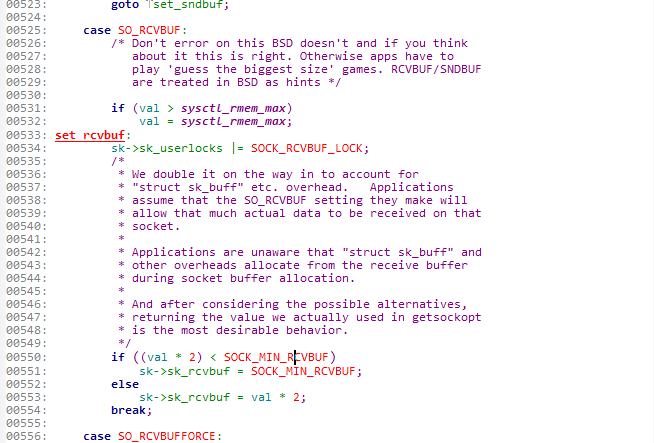 00523:         goto ↑set_sndbuf;
00524:
00525:     case SO_RCVBUF:
00526:         /* Don't error on this BSD doesn't and if you think
00527:            about it this is right. Otherwise apps have to
00528:            play 'guess the biggest size' games. RCVBUF/SNDBUF
00529:            are treated in BSD as hints */
00530:
00531:         if (val > sysctl_rmem_max)
00532:             val = sysctl_rmem_max;
00533: set_rcvbuf:
00534:         sk->sk_userlocks |= SOCK_RCVBUF_LOCK;
00535:         /*
00536:          * We double it on the way in to account for
00537:          * "struct sk_buff" etc. overhead.   Applications
00538:          * assume that the SO_RCVBUF setting they make will
00539:          * allow that much actual data to be received on that
00540:          * socket.
00541:          *
00542:          * Applications are unaware that "struct sk_buff" and
00543:          * other overheads allocate from the receive buffer
00544:          * during socket buffer allocation.
00545:          *
00546:          * And after considering the possible alternatives,
00547:          * returning the value we actually used in getsockopt
00548:          * is the most desirable behavior.
00549:          */
00550:         if ((val * 2) < SOCK_MIN_RCVBUF)
00551:             sk->sk_rcvbuf = SOCK_MIN_RCVBUF;
00552:         else
00553:             sk->sk_rcvbuf = val * 2;
00554:         break;
00555:
00556:     case SO_RCVBUFFORCE: